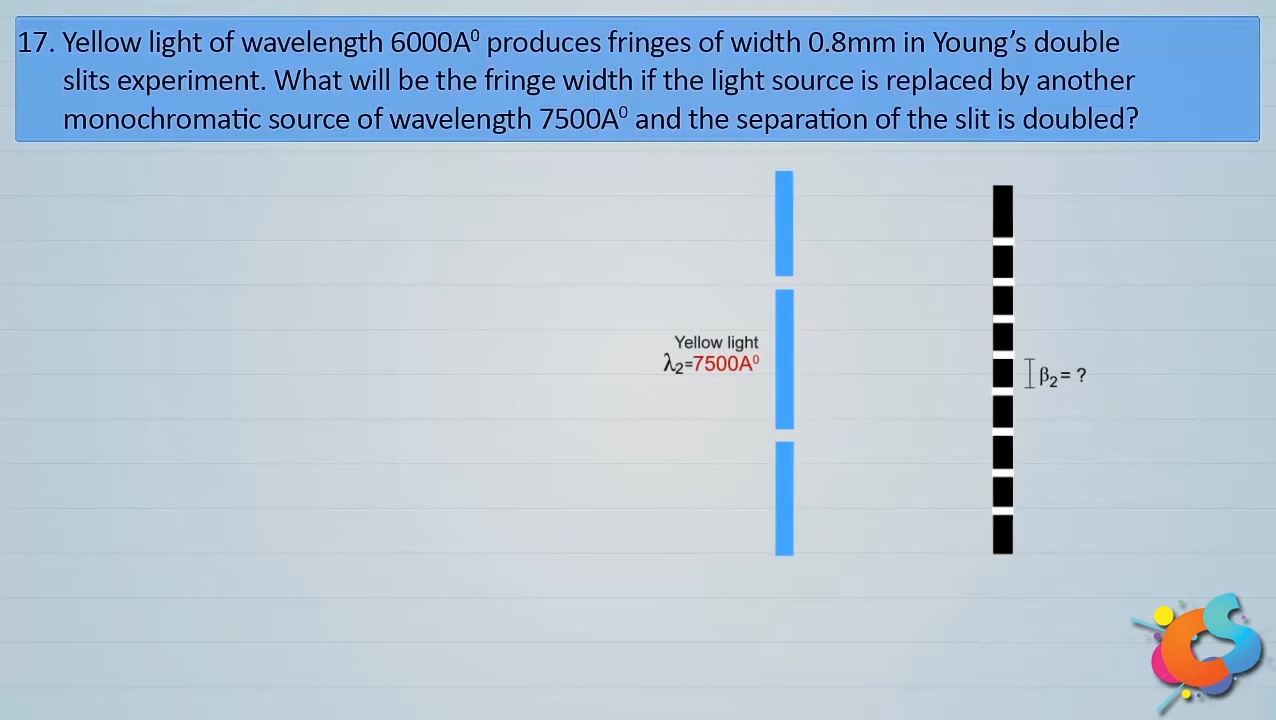 17. Yellow light of wavelength 6000A⁰ produces fringes of width 0.8mm in Young’s double
slits experiment. What will be the fringe width if the light source is replaced by another
monochromatic source of wavelength 7500A⁰ and the separation of the slit is doubled?
Yellow light
λ₂=7500A⁰
β₂= ?
CS